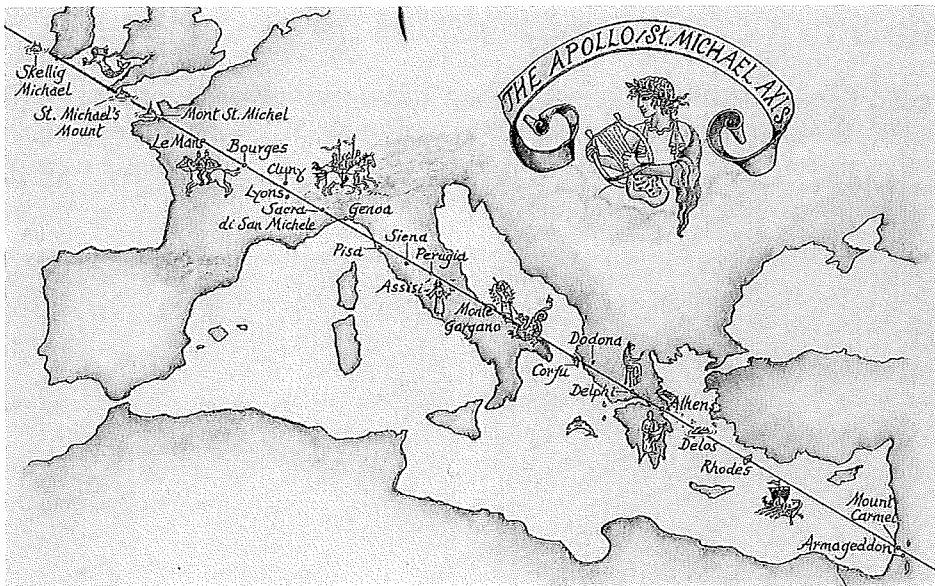 THE APOLLO/St. MICHAEL AXIS
Skellig
Michael
St. Michael's
Mount
Mont St. Michel
Le Mans
Bourges
Cluny
Lyons
Sacra
di San Michele
Genoa
Pisa
Siena
Perugia
Assisi
Monte
Gargano
Dodona
Corfu
Delphi
Athens
Delos
Rhodes
Mount
Carmel
Armageddon